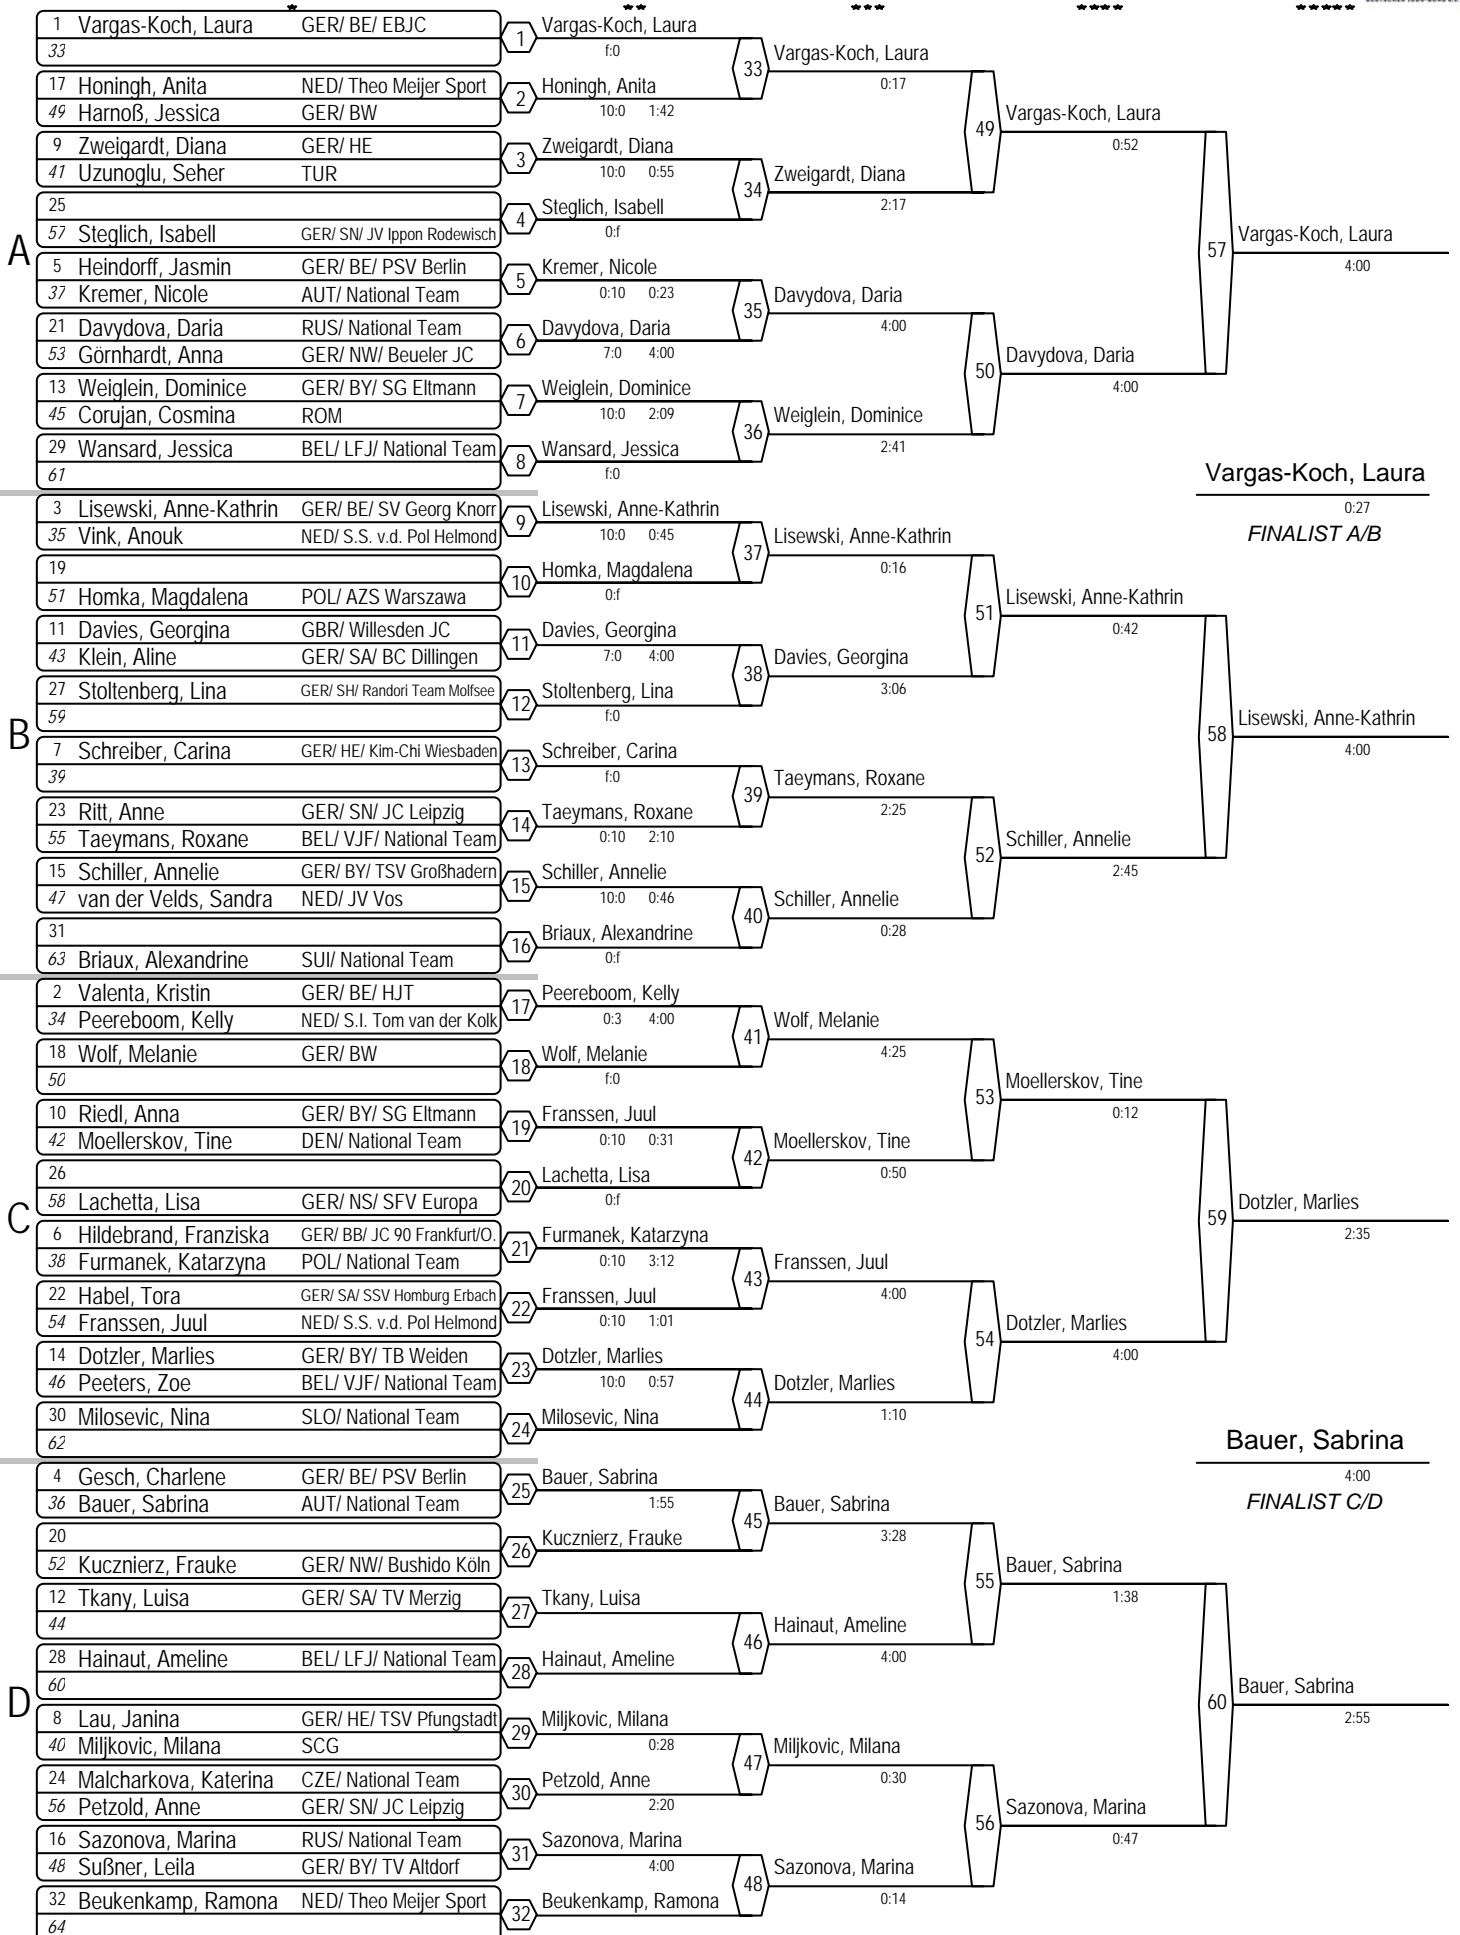 * ** *** **** *****
1 Vargas-Koch, Laura GER/ BE/ EBJC
33
1 Vargas-Koch, Laura
f:0
17 Honingh, Anita NED/ Theo Meijer Sport
49 Harnoß, Jessica GER/ BW
2 Honingh, Anita
10:0 1:42
33 Vargas-Koch, Laura
0:17
9 Zweigardt, Diana GER/ HE
41 Uzunoglu, Seher TUR
3 Zweigardt, Diana
10:0 0:55
25
57 Steglich, Isabell GER/ SN/ JV Ippon Rodewisch
4 Steglich, Isabell
0:f
34 Zweigardt, Diana
2:17
49 Vargas-Koch, Laura
0:52
A
5 Heindorff, Jasmin GER/ BE/ PSV Berlin
37 Kremer, Nicole AUT/ National Team
5 Kremer, Nicole
0:10 0:23
21 Davydova, Daria RUS/ National Team
53 Görnhardt, Anna GER/ NW/ Beueler JC
6 Davydova, Daria
7:0 4:00
35 Davydova, Daria
4:00
13 Weiglein, Dominice GER/ BY/ SG Eltmann
45 Corujan, Cosmina ROM
7 Weiglein, Dominice
10:0 2:09
29 Wansard, Jessica BEL/ LFJ/ National Team
61
8 Wansard, Jessica
f:0
36 Weiglein, Dominice
2:41
50 Davydova, Daria
4:00
57 Vargas-Koch, Laura
4:00
Vargas-Koch, Laura
0:27
FINALIST A/B
3 Lisewski, Anne-Kathrin GER/ BE/ SV Georg Knorr
35 Vink, Anouk NED/ S.S. v.d. Pol Helmond
9 Lisewski, Anne-Kathrin
10:0 0:45
19
51 Homka, Magdalena POL/ AZS Warszawa
10 Homka, Magdalena
0:f
37 Lisewski, Anne-Kathrin
0:16
11 Davies, Georgina GBR/ Willesden JC
43 Klein, Aline GER/ SA/ BC Dillingen
11 Davies, Georgina
7:0 4:00
27 Stoltenberg, Lina GER/ SH/ Randori Team Molfsee
59
12 Stoltenberg, Lina
f:0
38 Davies, Georgina
3:06
51 Lisewski, Anne-Kathrin
0:42
B
7 Schreiber, Carina GER/ HE/ Kim-Chi Wiesbaden
39
13 Schreiber, Carina
f:0
23 Ritt, Anne GER/ SN/ JC Leipzig
55 Taeymans, Roxane BEL/ VJF/ National Team
14 Taeymans, Roxane
0:10 2:10
39 Taeymans, Roxane
2:25
15 Schiller, Annelie GER/ BY/ TSV Großhadern
47 van der Velds, Sandra NED/ JV Vos
15 Schiller, Annelie
10:0 0:46
31
63 Briaux, Alexandrine SUI/ National Team
16 Briaux, Alexandrine
0:f
40 Schiller, Annelie
0:28
52 Schiller, Annelie
2:45
58 Lisewski, Anne-Kathrin
4:00
2 Valenta, Kristin GER/ BE/ HJT
34 Peereboom, Kelly NED/ S.I. Tom van der Kolk
17 Peereboom, Kelly
0:3 4:00
18 Wolf, Melanie GER/ BW
50
18 Wolf, Melanie
f:0
41 Wolf, Melanie
4:25
10 Riedl, Anna GER/ BY/ SG Eltmann
42 Moellerskov, Tine DEN/ National Team
19 Franssen, Juul
0:10 0:31
26
58 Lachetta, Lisa GER/ NS/ SFV Europa
20 Lachetta, Lisa
0:f
42 Moellerskov, Tine
0:50
53 Moellerskov, Tine
0:12
C
6 Hildebrand, Franziska GER/ BB/ JC 90 Frankfurt/O.
38 Furmanek, Katarzyna POL/ National Team
21 Furmanek, Katarzyna
0:10 3:12
22 Habel, Tora GER/ SA/ SSV Homburg Erbach
54 Franssen, Juul NED/ S.S. v.d. Pol Helmond
22 Franssen, Juul
0:10 1:01
43 Franssen, Juul
4:00
14 Dotzler, Marlies GER/ BY/ TB Weiden
46 Peeters, Zoe BEL/ VJF/ National Team
23 Dotzler, Marlies
10:0 0:57
30 Milosevic, Nina SLO/ National Team
62
24 Milosevic, Nina
44 Dotzler, Marlies
1:10
54 Dotzler, Marlies
4:00
59 Dotzler, Marlies
2:35
Bauer, Sabrina
4:00
FINALIST C/D
4 Gesch, Charlene GER/ BE/ PSV Berlin
36 Bauer, Sabrina AUT/ National Team
25 Bauer, Sabrina
1:55
20
52 Kucznierz, Frauke GER/ NW/ Bushido Köln
26 Kucznierz, Frauke
45 Bauer, Sabrina
3:28
12 Tkany, Luisa GER/ SA/ TV Merzig
44
27 Tkany, Luisa
28 Hainaut, Ameline BEL/ LFJ/ National Team
60
28 Hainaut, Ameline
46 Hainaut, Ameline
4:00
55 Bauer, Sabrina
1:38
D
8 Lau, Janina GER/ HE/ TSV Pfungstadt
40 Miljkovic, Milana SCG
29 Miljkovic, Milana
0:28
24 Malcharkova, Katerina CZE/ National Team
56 Petzold, Anne GER/ SN/ JC Leipzig
30 Petzold, Anne
2:20
47 Miljkovic, Milana
0:30
16 Sazonova, Marina RUS/ National Team
48 Sußner, Leila GER/ BY/ TV Altdorf
31 Sazonova, Marina
4:00
32 Beukenkamp, Ramona NED/ Theo Meijer Sport
64
32 Beukenkamp, Ramona
48 Sazonova, Marina
0:14
56 Sazonova, Marina
0:47
60 Bauer, Sabrina
2:55